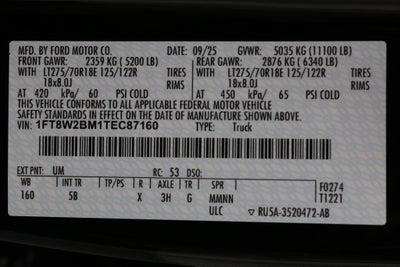 MFD. BY FORD MOTOR CO. 09/25 GVWR: 5035 KG (11100 LB)
FRONT GAWR: 2359 KG (5200 LB) REAR GAWR: 2876 KG (6340 LB)
WITH LT275/70R18E 125/122R TIRES WITH LT275/70R18E 125/122R TIRES
18x8.0J RIMS 18x8.0J RIMS
AT 420 kPa/ 60 PSI COLD AT 450 kPa/ 65 PSI COLD
THIS VEHICLE CONFORMS TO ALL APPLICABLE FEDERAL MOTOR VEHICLE
SAFETY STANDARDS IN EFFECT ON THE DATE OF MANUFACTURE SHOWN ABOVE.
VIN: 1FT8W2BM1TEC87160 TYPE: Truck
EXT PNT: UM RC: 53 DSO:
WB INT TR TP/PS R AXLE TR SPR F0274
160 5B X 3H G MMNN T1221
ULC RU5A-3520472-AB